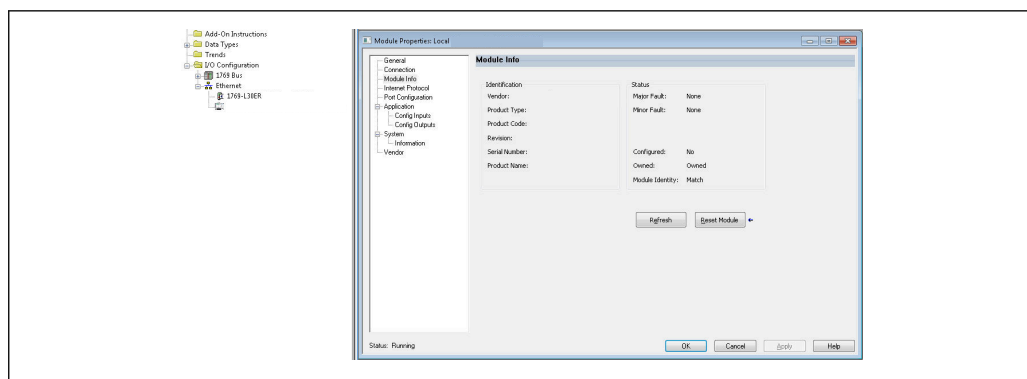 Add-On Instructions
Data Types
Trends
I/O Configuration
1769 Bus
Ethernet
1769-L30ER
Module Properties: Local
General
Connection
Module Info
Internet Protocol
Port Configuration
Application
Config Inputs
Config Outputs
System
Information
Vendor
Module Info
Identification
Vendor:
Product Type:
Product Code:
Revision:
Serial Number:
Product Name:
Status
Major Fault: None
Minor Fault: None
Configured: No
Owned: Owned
Module Identity: Match
Refresh
Reset Module
Status: Running
OK
Cancel
Apply
Help